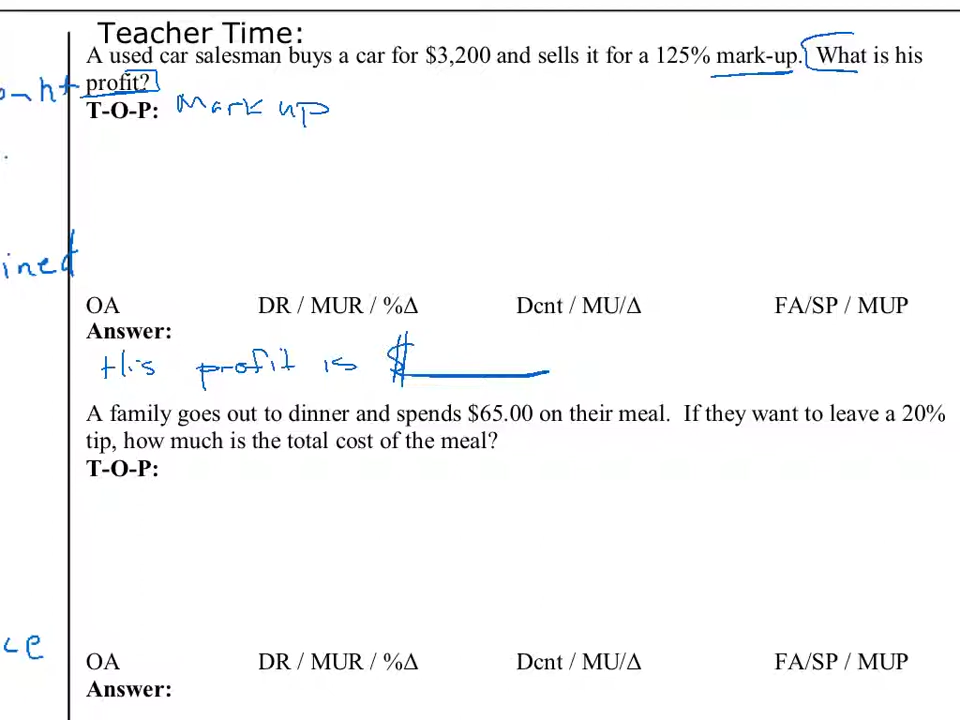 Teacher Time:
A used car salesman buys a car for $3,200 and sells it for a 125% mark-up. What is his
profit?
T-O-P: Mark up
ined
OA DR / MUR / %Δ Dcnt / MU/Δ FA/SP / MUP
Answer:
His profit is $
A family goes out to dinner and spends $65.00 on their meal. If they want to leave a 20%
tip, how much is the total cost of the meal?
T-O-P:
ce
OA DR / MUR / %Δ Dcnt / MU/Δ FA/SP / MUP
Answer: